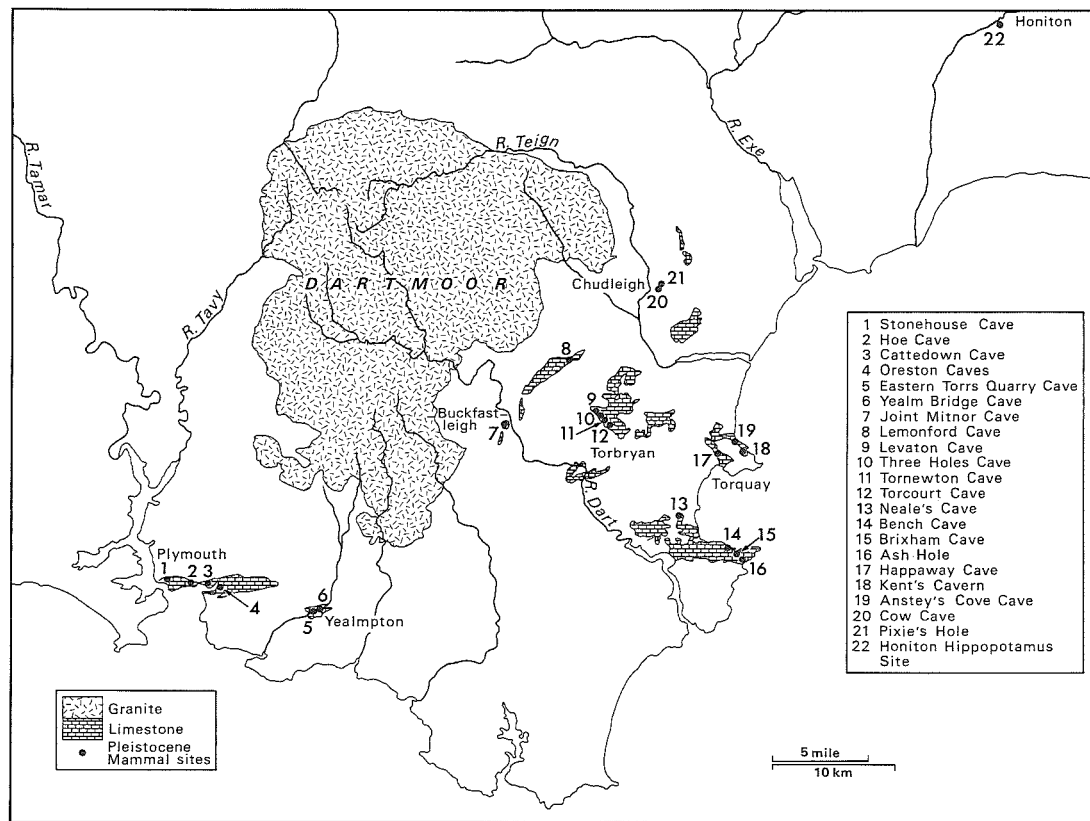 Honiton
22
R. Exe
R. Teign
R. Tamar
DARTMOOR
R. Tavy
Chudleigh
21
20
8
Buckfast-
leigh
7
9
10
11
12
Torbryan
19
18
17
Torquay
R. Dart
13
14
15
16
Plymouth
1
2
3
4
6
5
Yealmpton
1 Stonehouse Cave
2 Hoe Cave
3 Cattedown Cave
4 Oreston Caves
5 Eastern Torrs Quarry Cave
6 Yealm Bridge Cave
7 Joint Mitnor Cave
8 Lemonford Cave
9 Levaton Cave
10 Three Holes Cave
11 Tornewton Cave
12 Torcourt Cave
13 Neale's Cave
14 Bench Cave
15 Brixham Cave
16 Ash Hole
17 Happaway Cave
18 Kent's Cavern
19 Anstey's Cove Cave
20 Cow Cave
21 Pixie's Hole
22 Honiton Hippopotamus
Site
Granite
Limestone
Pleistocene
Mammal sites
5 mile
10 km